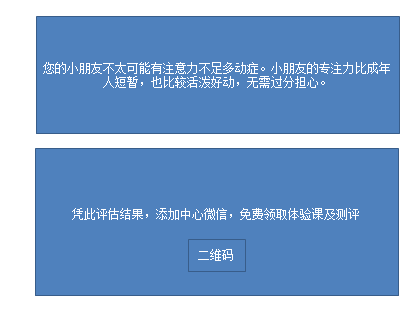 您的小朋友不太可能有注意力不足多动症。小朋友的专注力比成年
人短暂，也比较活泼好动，无需过分担心。
凭此评估结果，添加中心微信，免费领取体验课及测评
二维码